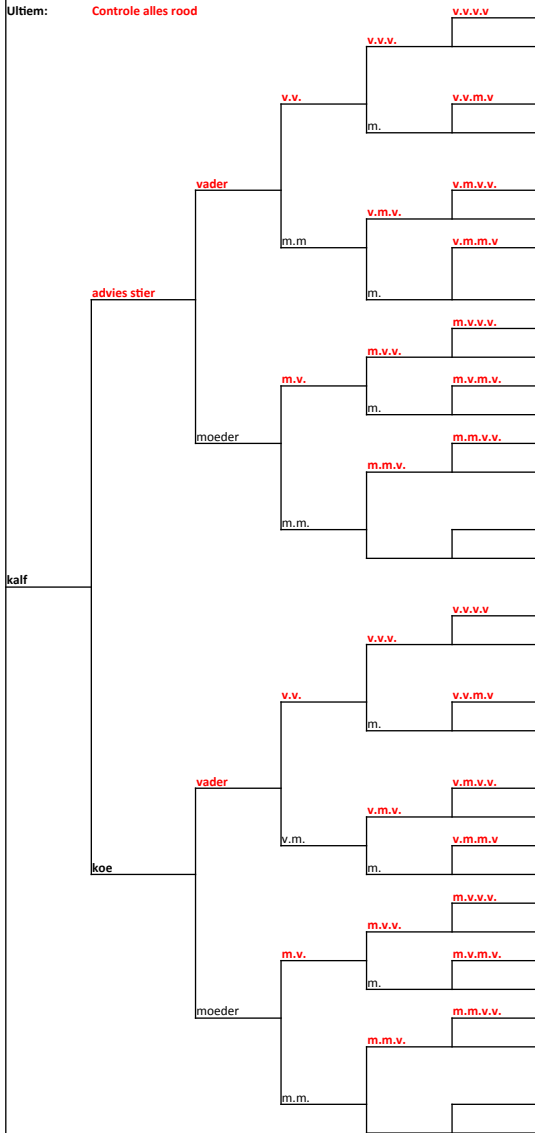 Ultiem: Controle alles rood
v.v.v.v
v.v.v.
v.v.
v.v.m.v
m.
vader
v.m.v.v.
v.m.v.
m.m
v.m.m.v
m.
advies stier
m.v.v.v.
m.v.v.
m.v.
m.v.m.v.
m.
moeder
m.m.v.v.
m.m.v.
m.m.
kalf
v.v.v.v
v.v.v.
v.v.
v.v.m.v
m.
vader
v.m.v.v.
v.m.v.
v.m.
v.m.m.v
m.
koe
m.v.v.v.
m.v.v.
m.v.
m.v.m.v.
m.
moeder
m.m.v.v.
m.m.v.
m.m.